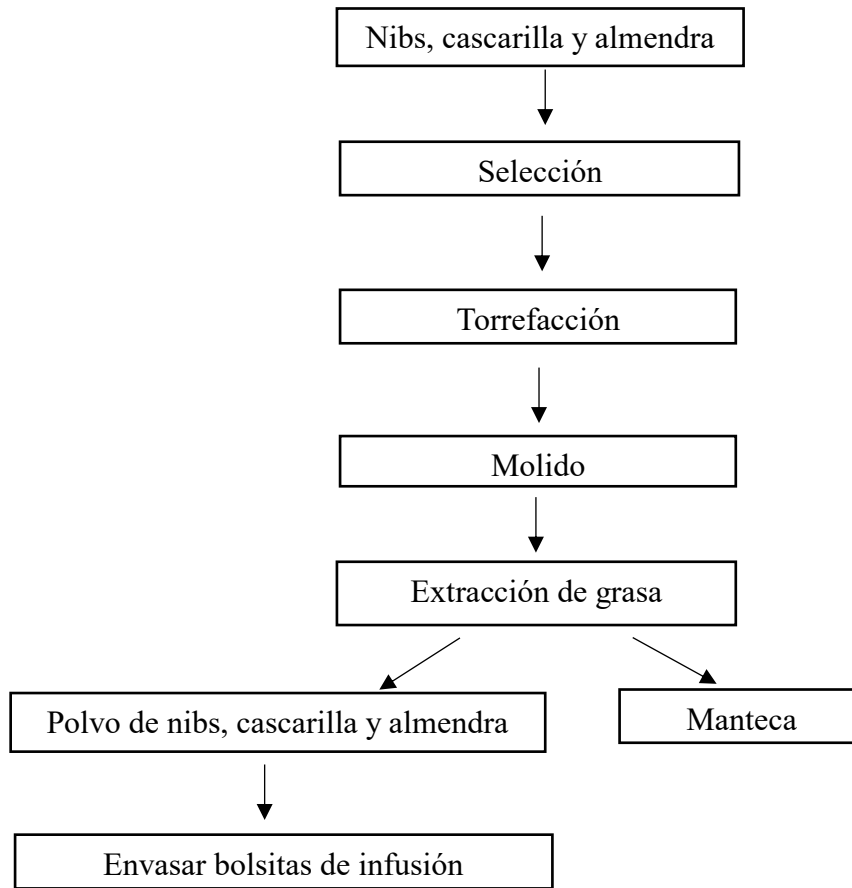 Nibs, cascarilla y almendra
Selección
Torrefacción
Molido
Extracción de grasa
Polvo de nibs, cascarilla y almendra
Manteca
Envasar bolsitas de infusión